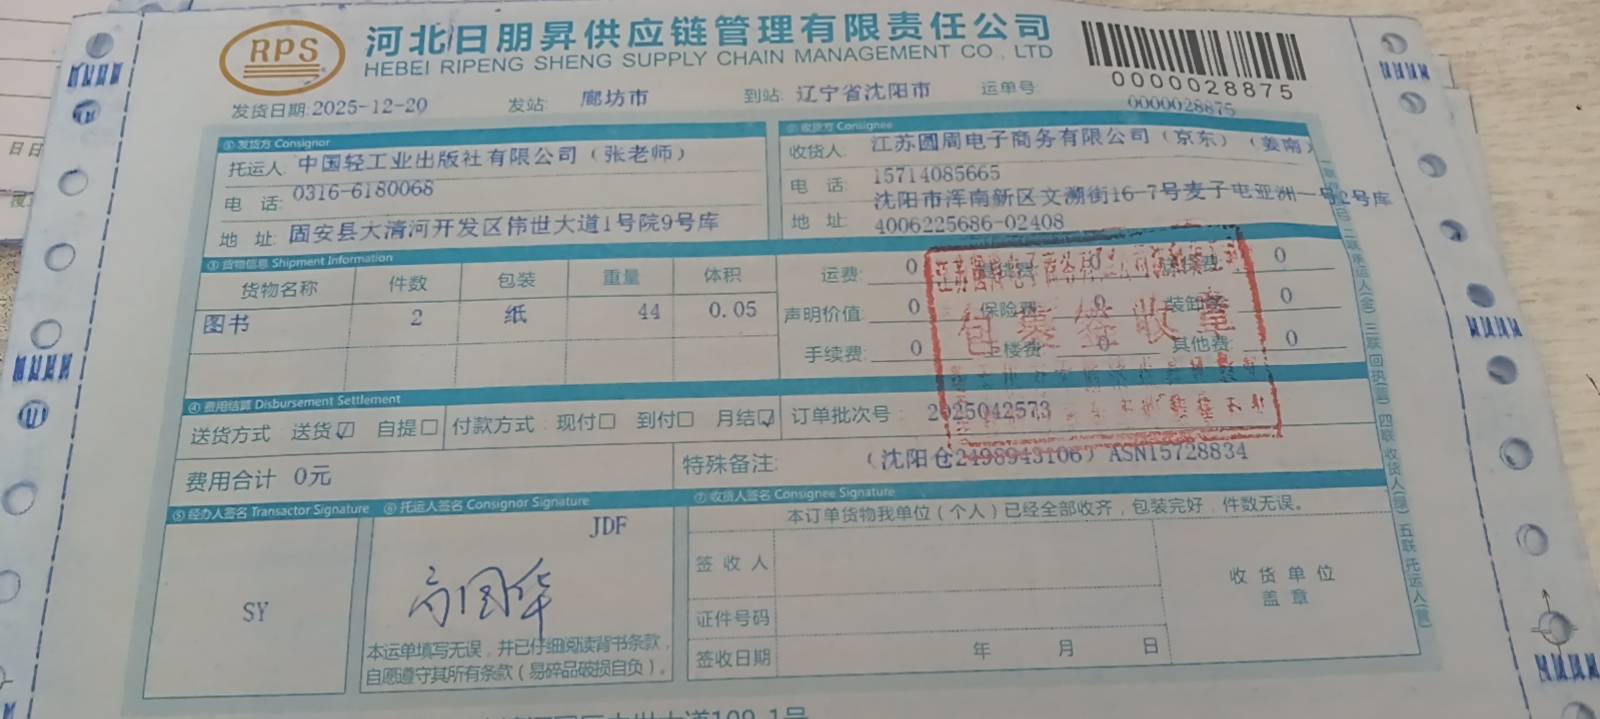 RPS
河北日朋昇供应链管理有限责任公司
HEBEI RIPENG SHENG SUPPLY CHAIN MANAGEMENT CO., LTD
0000028875
发货日期:2025-12-20 发站: 廊坊市 到站: 辽宁省沈阳市 运单号: 0000028875
①发货方 Consignor
托运人: 中国轻工业出版社有限公司（张老师）
电 话: 0316-6180068
地 址: 固安县大清河开发区伟世大道1号院9号库
②收货方 Consignee
收货人: 江苏圆周电子商务有限公司（京东）（姜南）
电 话: 15714085665
地 址: 沈阳市浑南新区文溯街16-7号麦子屯亚洲一号2号库
4006225686-02408
③货物信息 Shipment Information
货物名称 件数 包装 重量 体积
图书 2 纸 44 0.05
运费: 0 0 0
声明价值: 0 保险费: 0 装卸费: 0
手续费: 0 上楼费: 0 其他费: 0
包裹签收章
④费用结算 Disbursement Settlement
送货方式: 送货☑ 自提□ 付款方式: 现付□ 到付□ 月结☑ 订单批次号: 2025042573
费用合计 0元 特殊备注: （沈阳仓24989431067）ASN15728834
⑤经办人签名 Transactor Signature
SY
⑥托运人签名 Consignor Signature
JDF
高国华
本运单填写无误，并已仔细阅读背书条款，
自愿遵守其所有条款（易碎品破损自负）。
⑦收货人签名 Consignee Signature
本订单货物我单位（个人）已经全部收齐，包装完好，件数无误。
签 收 人
证件号码
签收日期 年 月 日
收 货 单 位
盖 章